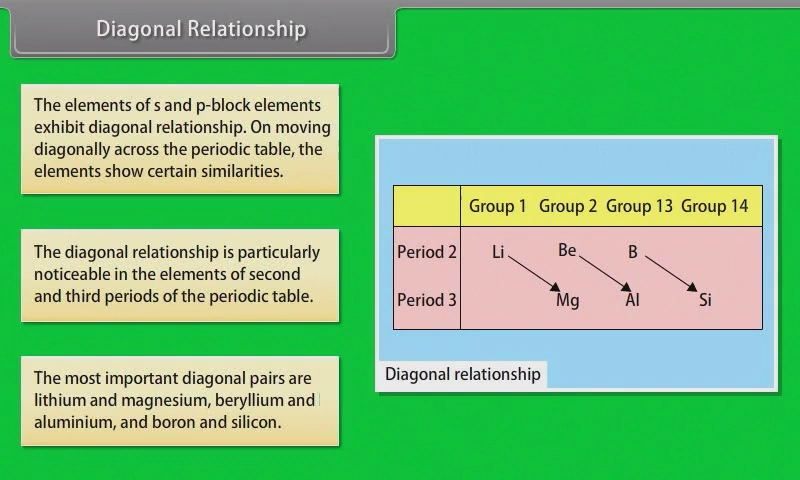 Diagonal Relationship
The elements of s and p-block elements
exhibit diagonal relationship. On moving
diagonally across the periodic table, the
elements show certain similarities.
The diagonal relationship is particularly
noticeable in the elements of second
and third periods of the periodic table.
The most important diagonal pairs are
lithium and magnesium, beryllium and
aluminium, and boron and silicon.
Group 1 Group 2 Group 13 Group 14
Period 2 Li Be B
Period 3 Mg Al Si
Diagonal relationship